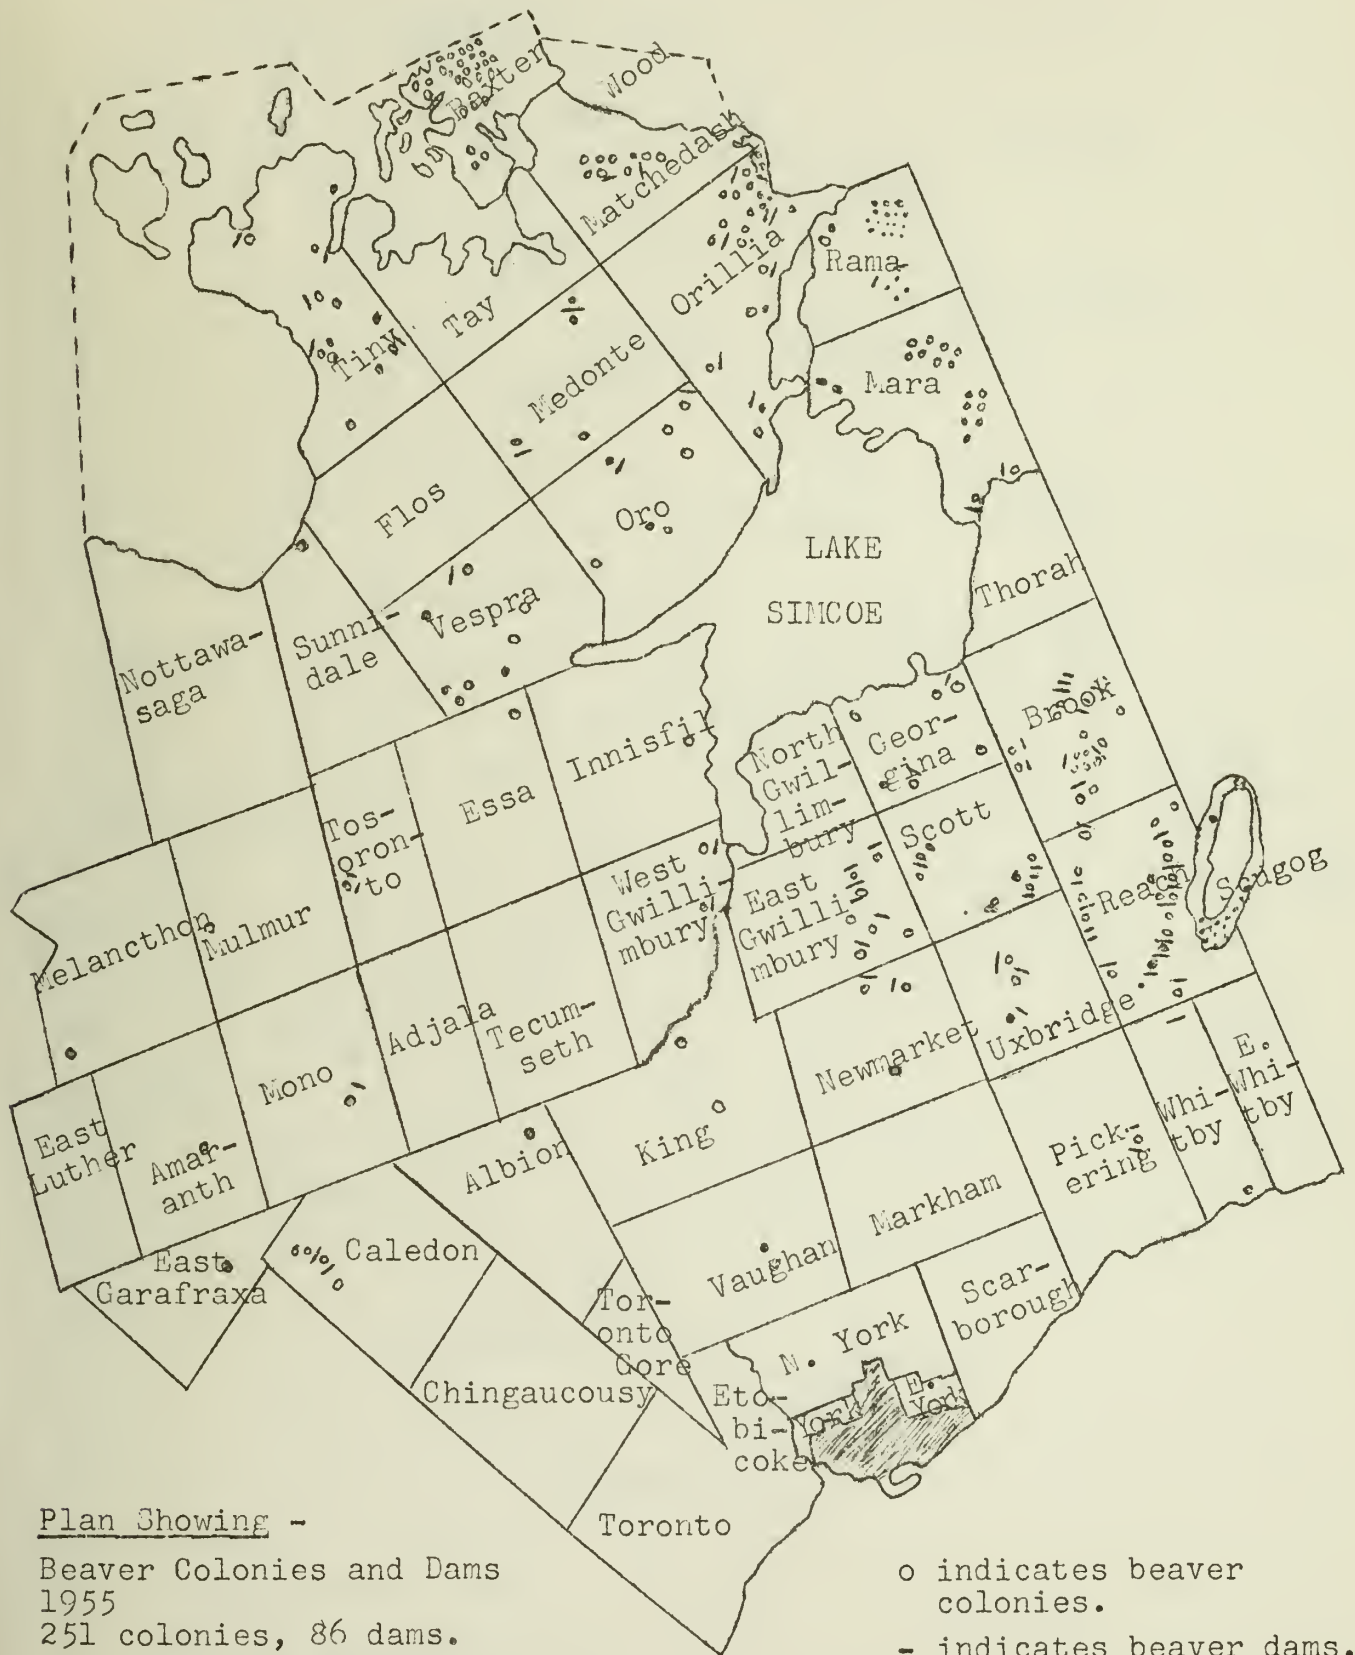 Baxter
Wood
Matchedash
Orillia
Rama
Tay
Tiny
Medonte
Mara
Flos
Oro
LAKE
SIMCOE
Thorah
Vespra
Sunni-
dale
Nottawa-
saga
Innisfil
Essa
Tos-
oron-
to
North
Gwil-
lim-
bury
Geor-
gina
Brook
Scott
West
Gwilli-
mbury
East
Gwilli
mbury
Reach
Scugog
Melancthon
Mulmur
Adjala
Tecum-
seth
Mono
Newmarket
Uxbridge
E.
Whi-
tby
Whi-
tby
Pick-
ering
East
Luther
Amar-
anth
Albion
King
Markham
East
Garafraxa
Caledon
Vaughan
Tor-
onto
Gore
Scar-
borough
N. York
E.
York
York
Eto-
bi-
coke
Chingaucousy
Toronto
Plan Showing -
Beaver Colonies and Dams
1955
251 colonies, 86 dams.
o indicates beaver
colonies.
- indicates beaver dams.